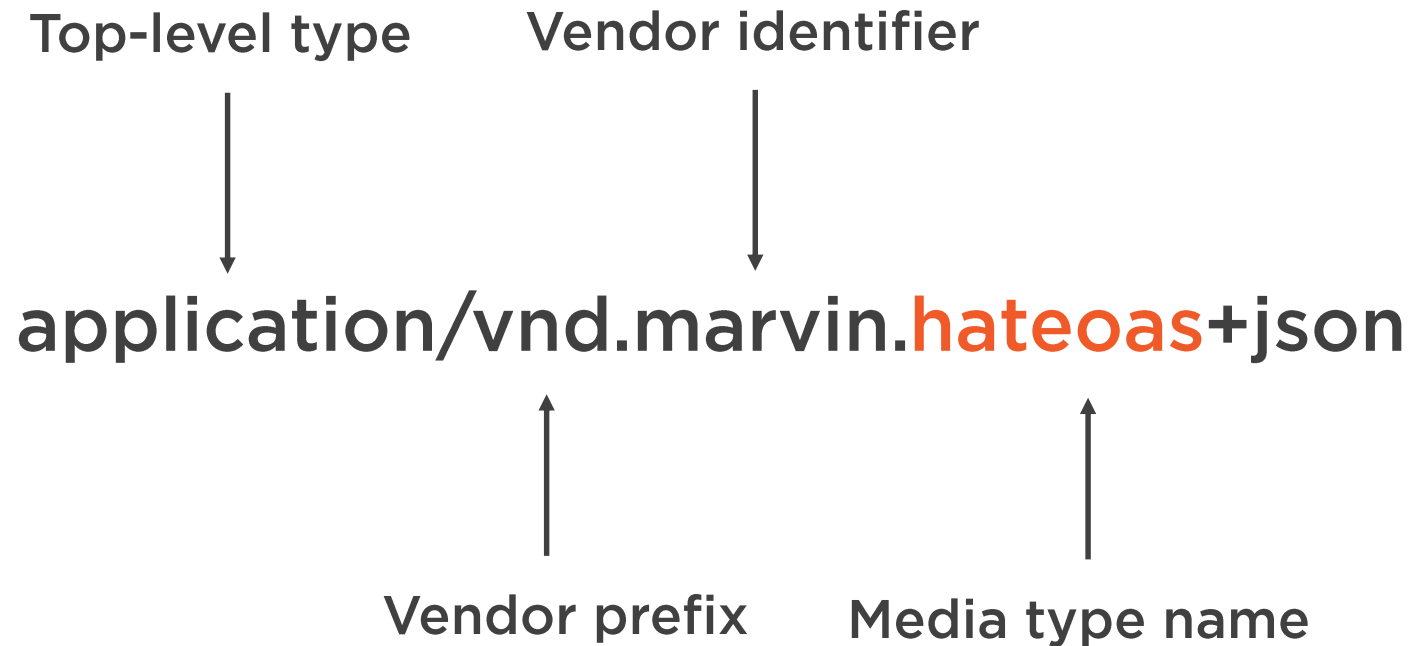 Top-level type
Vendor identifier
application/vnd.marvin.hateoas+json
Vendor prefix
Media type name